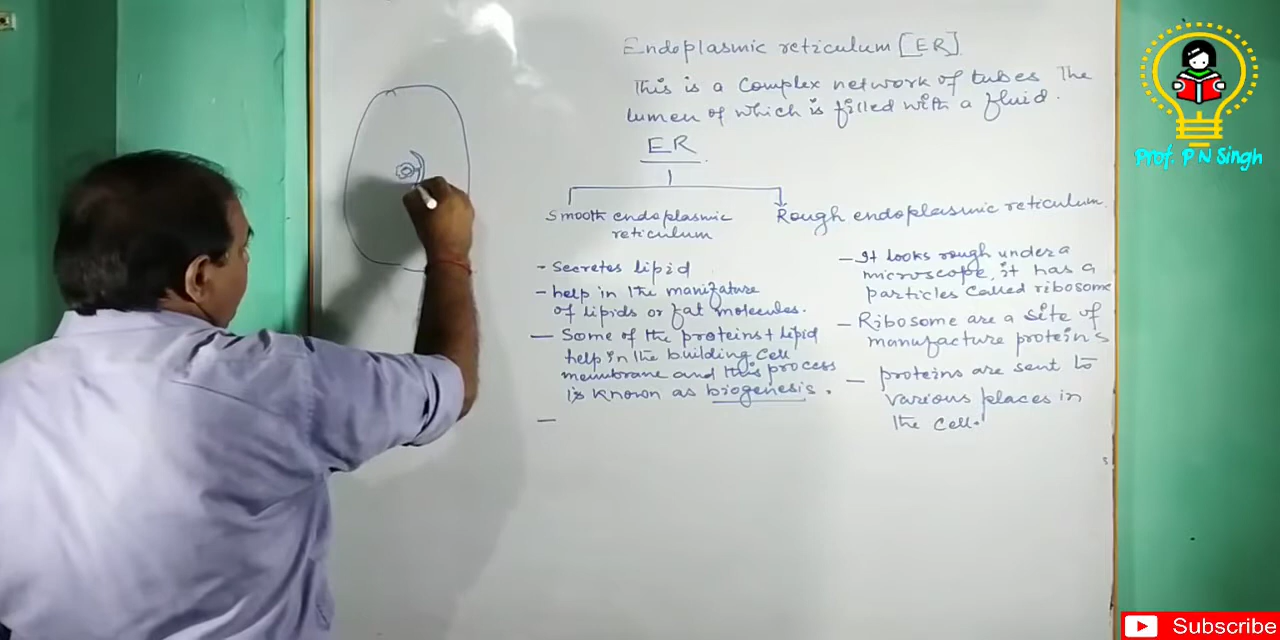 Endoplasmic reticulum [ER]
This is a complex network of tubes The
lumen of which is filled with a fluid.
ER
Smooth endoplasmic
reticulum
- Secretes lipid
- help in the manifature
of lipids or fat molecules.
- Some of the proteins + lipid
help in the building cell
membrane and this process
is known as biogenesis.
-
Rough endoplasmic reticulum.
- It looks rough under a
microscope, it has a
particles called ribosome
- Ribosome are a site of
manufacture proteins
- proteins are sent to
various places in
the cell.
Prof. P N Singh
Subscribe